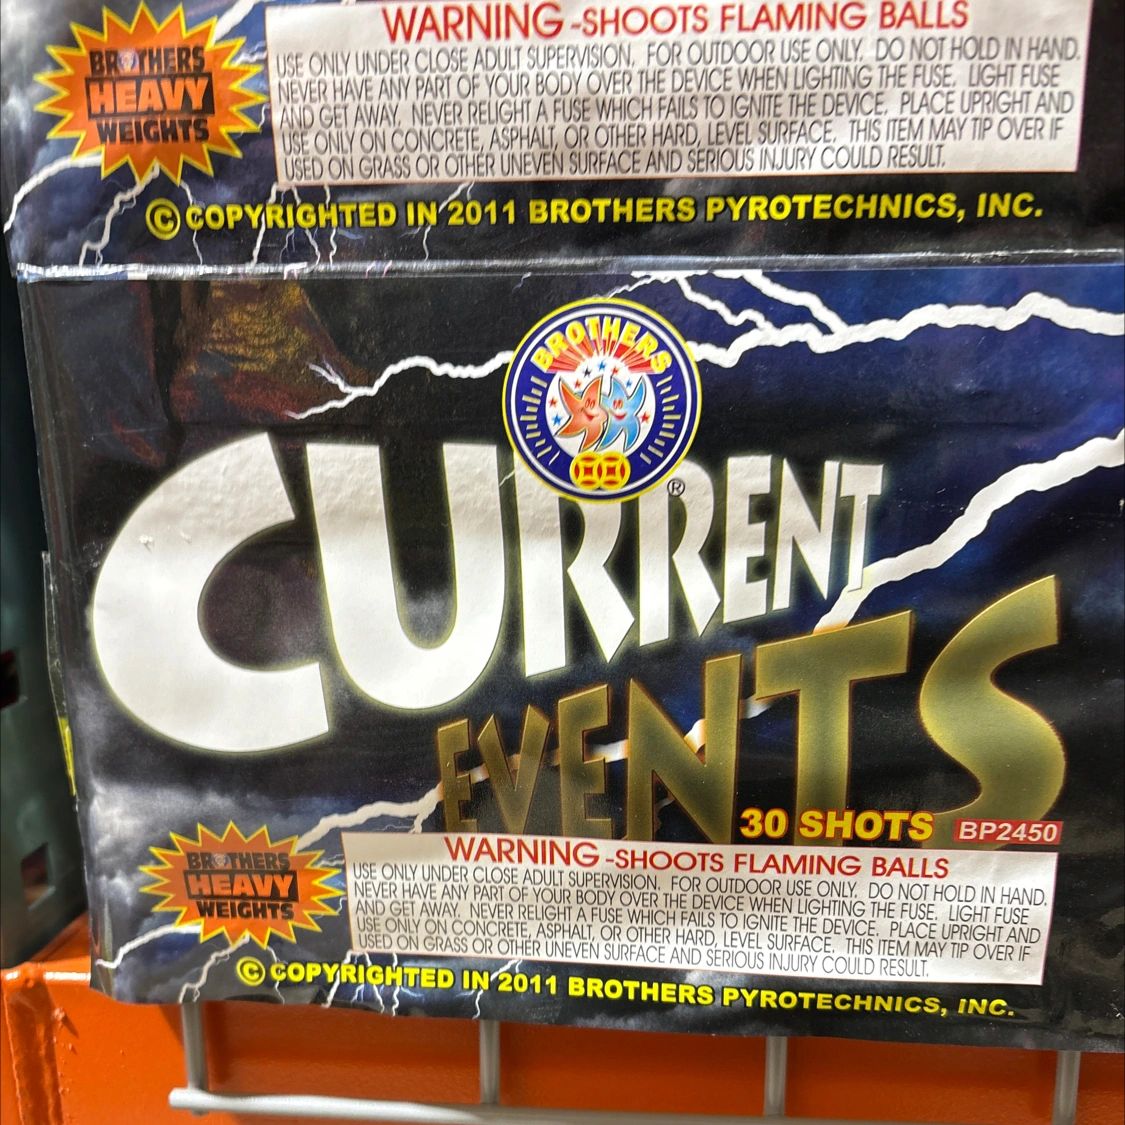 WARNING -SHOOTS FLAMING BALLS
BROTHERS
HEAVY
WEIGHTS
USE ONLY UNDER CLOSE ADULT SUPERVISION. FOR OUTDOOR USE ONLY. DO NOT HOLD IN HAND.
NEVER HAVE ANY PART OF YOUR BODY OVER THE DEVICE WHEN LIGHTING THE FUSE. LIGHT FUSE
AND GET AWAY. NEVER RELIGHT A FUSE WHICH FAILS TO IGNITE THE DEVICE. PLACE UPRIGHT AND
USE ONLY ON CONCRETE, ASPHALT, OR OTHER HARD, LEVEL SURFACE. THIS ITEM MAY TIP OVER IF
USED ON GRASS OR OTHER UNEVEN SURFACE AND SERIOUS INJURY COULD RESULT.
© COPYRIGHTED IN 2011 BROTHERS PYROTECHNICS, INC.
BROTHERS
®
CURRENT
EVENTS
30 SHOTS BP2450
WARNING -SHOOTS FLAMING BALLS
BROTHERS
HEAVY
WEIGHTS
USE ONLY UNDER CLOSE ADULT SUPERVISION. FOR OUTDOOR USE ONLY. DO NOT HOLD IN HAND.
NEVER HAVE ANY PART OF YOUR BODY OVER THE DEVICE WHEN LIGHTING THE FUSE. LIGHT FUSE
AND GET AWAY. NEVER RELIGHT A FUSE WHICH FAILS TO IGNITE THE DEVICE. PLACE UPRIGHT AND
USE ONLY ON CONCRETE, ASPHALT, OR OTHER HARD, LEVEL SURFACE. THIS ITEM MAY TIP OVER IF
USED ON GRASS OR OTHER UNEVEN SURFACE AND SERIOUS INJURY COULD RESULT.
© COPYRIGHTED IN 2011 BROTHERS PYROTECHNICS, INC.